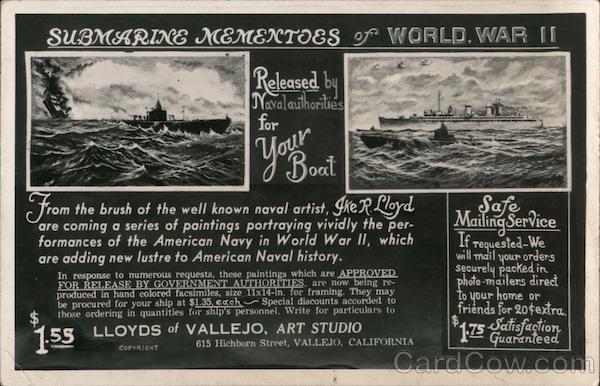 SUBMARINE MEMENTOES of WORLD WAR II
Released by
Naval authorities
for
Your
Boat
From the brush of the well known naval artist, Ike R. Lloyd
are coming a series of paintings portraying vividly the per-
formances of the American Navy in World War II, which
are adding new lustre to American Naval history.
In response to numerous requests, these paintings which are APPROVED
FOR RELEASE BY GOVERNMENT AUTHORITIES, are now being re-
produced in hand colored facsimiles, size 11x14-in. for framing. They may
be procured for your ship at $1.35 each — Special discounts accorded to
those ordering in quantities for ship's personnel. Write for particulars to
$1.55
LLOYDS OF VALLEJO, ART STUDIO
COPYRIGHT
615 Hichborn Street, VALLEJO, CALIFORNIA
Safe
Mailing Service
If requested-We
will mail your orders
securely packed in
photo-mailers direct
to your home or
friends for 20¢ extra.
$1.75 Satisfaction
Guaranteed
CardCow.com